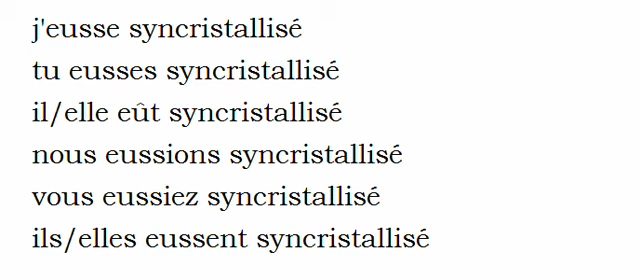 j'eusse syncristallisé
tu eusses syncristallisé
il/elle eût syncristallisé
nous eussions syncristallisé
vous eussiez syncristallisé
ils/elles eussent syncristallisé